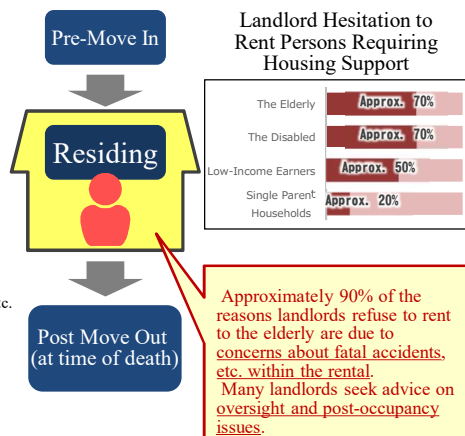 Pre-Move In
Residing
etc.
Post Move Out
(at time of death)
Landlord Hesitation to
Rent Persons Requiring
Housing Support
The Elderly
Approx. 70%
The Disabled
Approx. 70%
Low-Income Earners
Approx. 50%
Single Parent
Households
Approx. 20%
Approximately 90% of the
reasons landlords refuse to rent
to the elderly are due to
concerns about fatal accidents,
etc. within the rental.
Many landlords seek advice on
oversight and post-occupancy
issues.